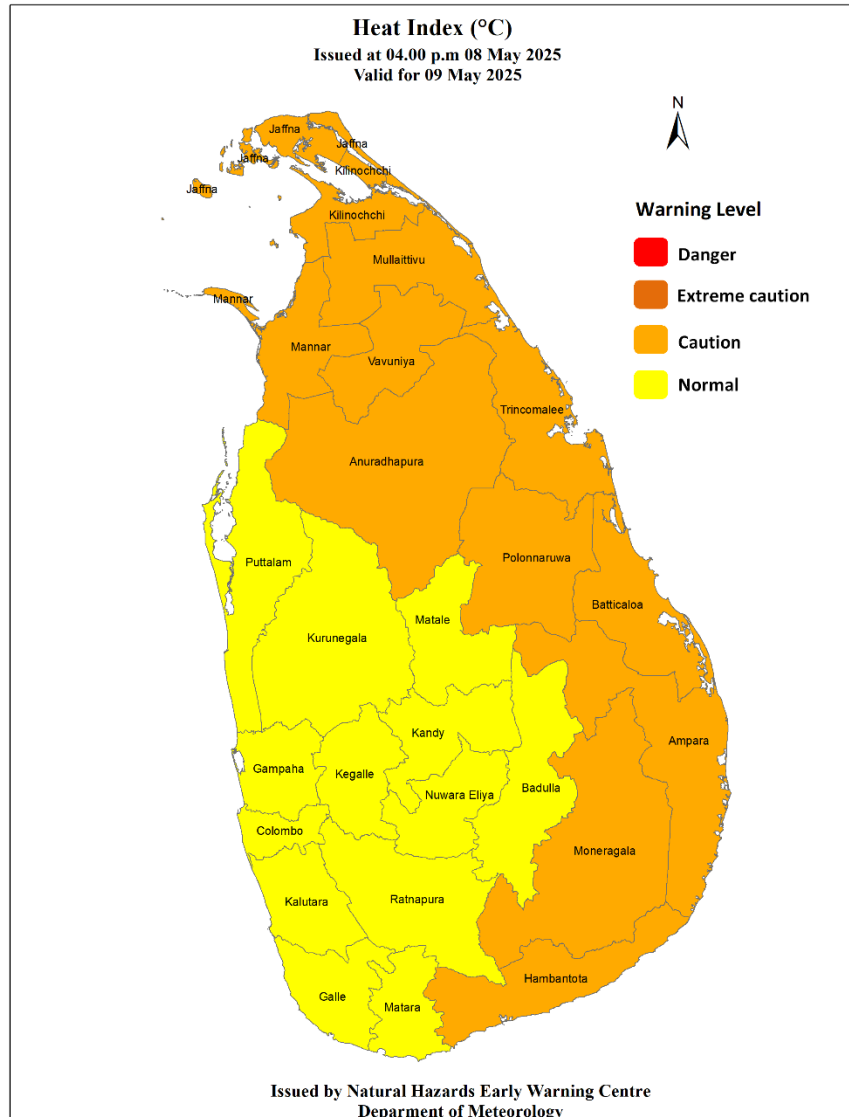 Heat Index (°C)
Issued at 04.00 p.m 08 May 2025
Valid for 09 May 2025
N
Jaffna
Jaffna
Jaffna
Kilinochchi
Jaffna
Kilinochchi
Mullaittivu
Mannar
Mannar
Vavuniya
Trincomalee
Anuradhapura
Polonnaruwa
Puttalam
Batticaloa
Matale
Kurunegala
Kandy
Ampara
Gampaha
Kegalle
Nuwara Eliya
Badulla
Colombo
Moneragala
Kalutara
Ratnapura
Hambantota
Galle
Matara
Warning Level
Danger
Extreme caution
Caution
Normal
Issued by Natural Hazards Early Warning Centre
Deparment of Meteorology